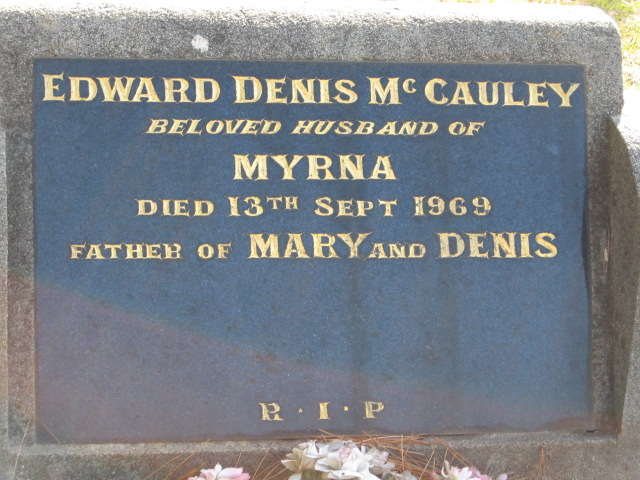 EDWARD DENIS McCAULEY
BELOVED HUSBAND OF
MYRNA
DIED 13TH SEPT 1969
FATHER OF MARY AND DENIS
R·I·P